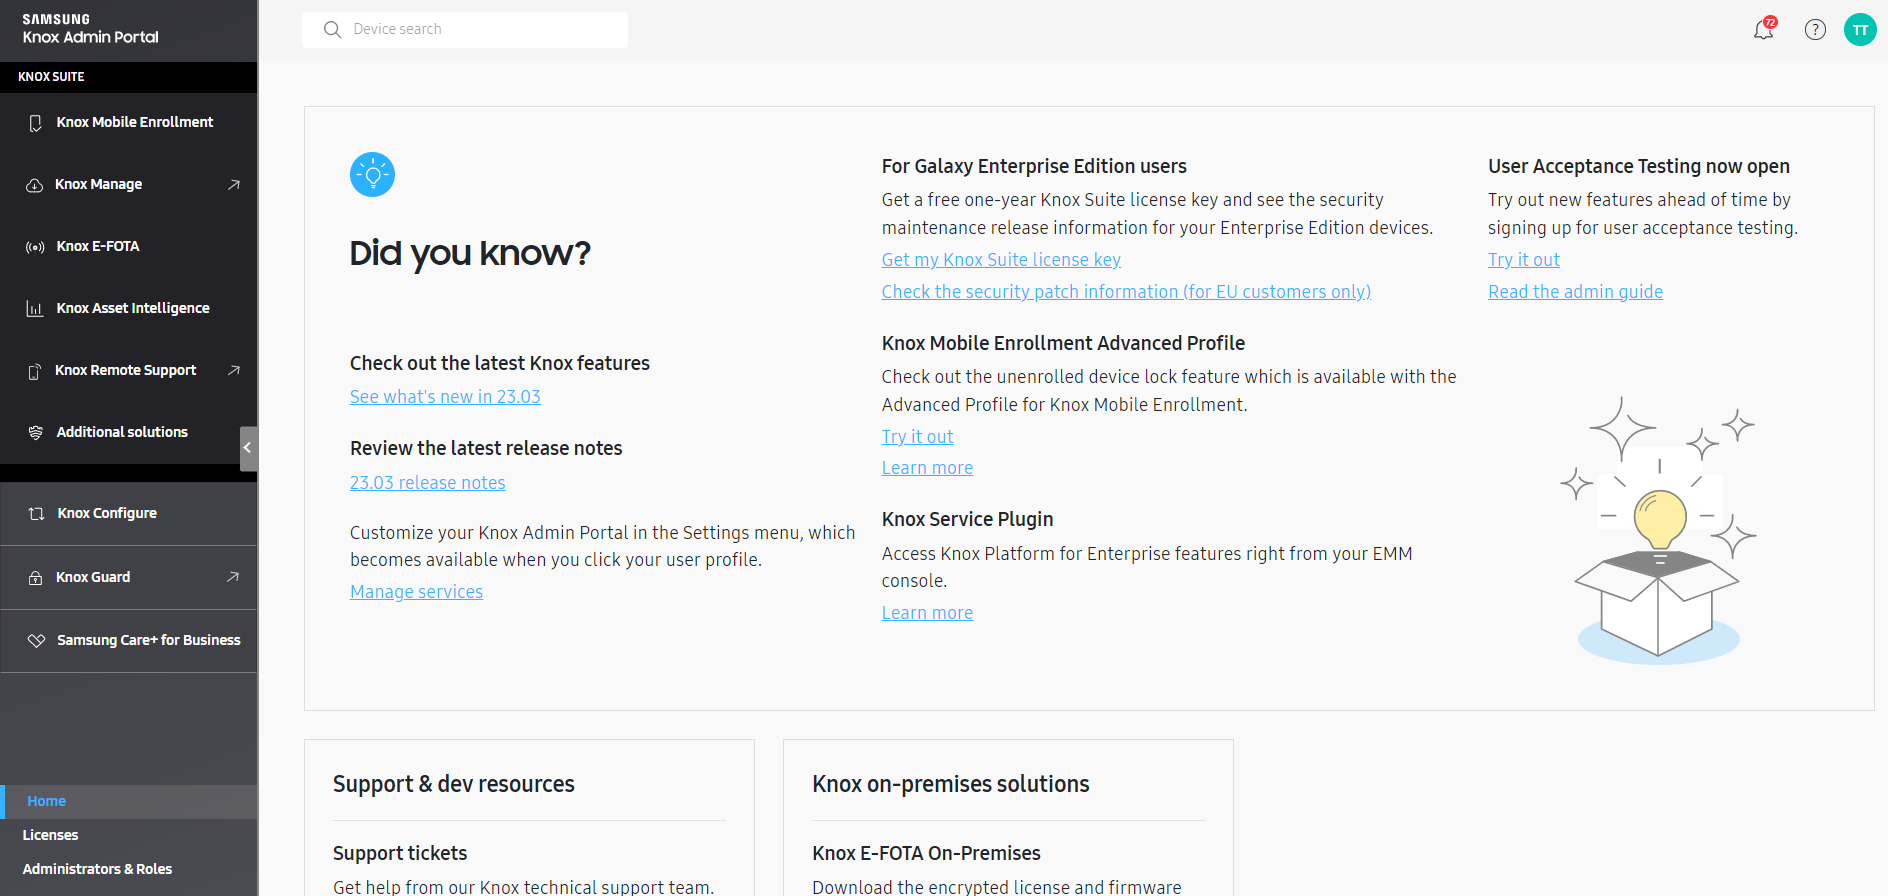 SAMSUNG
Knox Admin Portal
KNOX SUITE
Knox Mobile Enrollment
Knox Manage
Knox E-FOTA
Knox Asset Intelligence
Knox Remote Support
Additional solutions
Knox Configure
Knox Guard
Samsung Care+ for Business
Home
Licenses
Administrators & Roles
Device search
72
?
TT
Did you know?
Check out the latest Knox features
See what's new in 23.03
Review the latest release notes
23.03 release notes
Customize your Knox Admin Portal in the Settings menu, which
becomes available when you click your user profile.
Manage services
For Galaxy Enterprise Edition users
Get a free one-year Knox Suite license key and see the security
maintenance release information for your Enterprise Edition devices.
Get my Knox Suite license key
Check the security patch information (for EU customers only)
Knox Mobile Enrollment Advanced Profile
Check out the unenrolled device lock feature which is available with the
Advanced Profile for Knox Mobile Enrollment.
Try it out
Learn more
Knox Service Plugin
Access Knox Platform for Enterprise features right from your EMM
console.
Learn more
User Acceptance Testing now open
Try out new features ahead of time by
signing up for user acceptance testing.
Try it out
Read the admin guide
Support & dev resources
Support tickets
Get help from our Knox technical support team.
Knox on-premises solutions
Knox E-FOTA On-Premises
Download the encrypted license and firmware